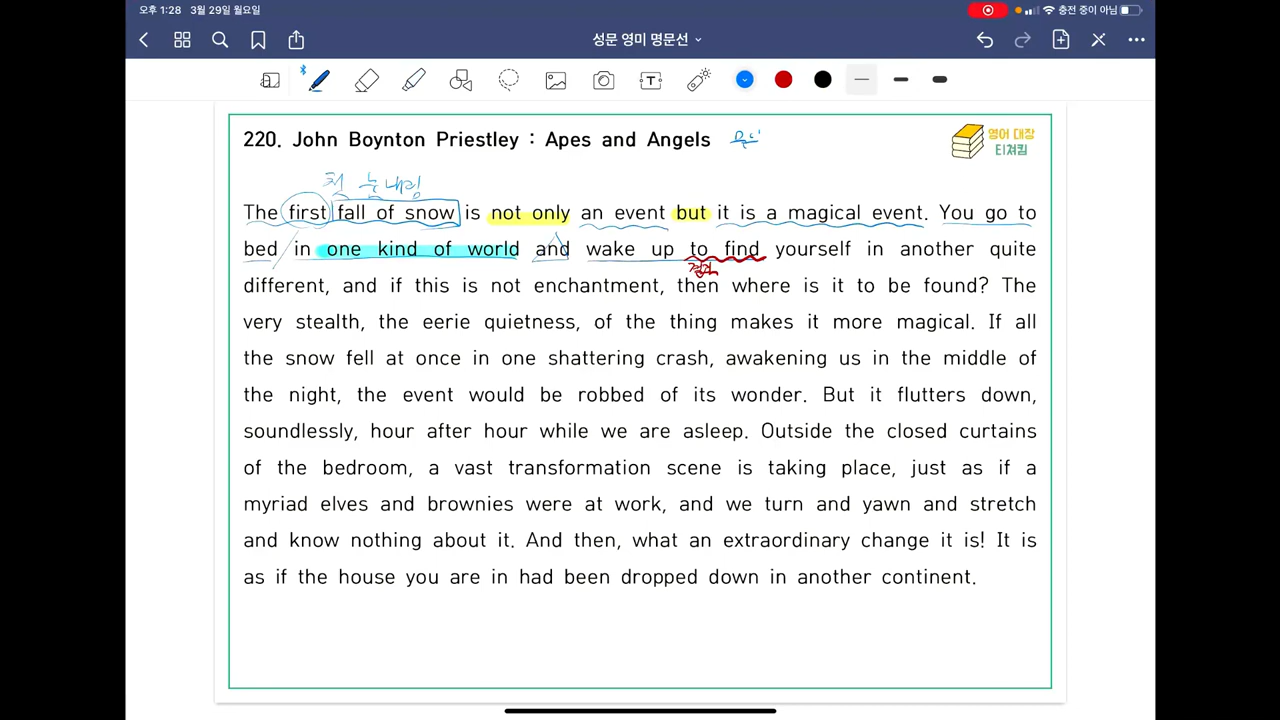 오후 1:28 3월 29일 월요일
충전 중이 아님
성문 영미 명문선
T
220. John Boynton Priestley : Apes and Angels
영어 대장
티쳐킴
첫 눈 내림
The first fall of snow is not only an event but it is a magical event. You go to
bed in one kind of world and wake up to find yourself in another quite
결과
different, and if this is not enchantment, then where is it to be found? The
very stealth, the eerie quietness, of the thing makes it more magical. If all
the snow fell at once in one shattering crash, awakening us in the middle of
the night, the event would be robbed of its wonder. But it flutters down,
soundlessly, hour after hour while we are asleep. Outside the closed curtains
of the bedroom, a vast transformation scene is taking place, just as if a
myriad elves and brownies were at work, and we turn and yawn and stretch
and know nothing about it. And then, what an extraordinary change it is! It is
as if the house you are in had been dropped down in another continent.